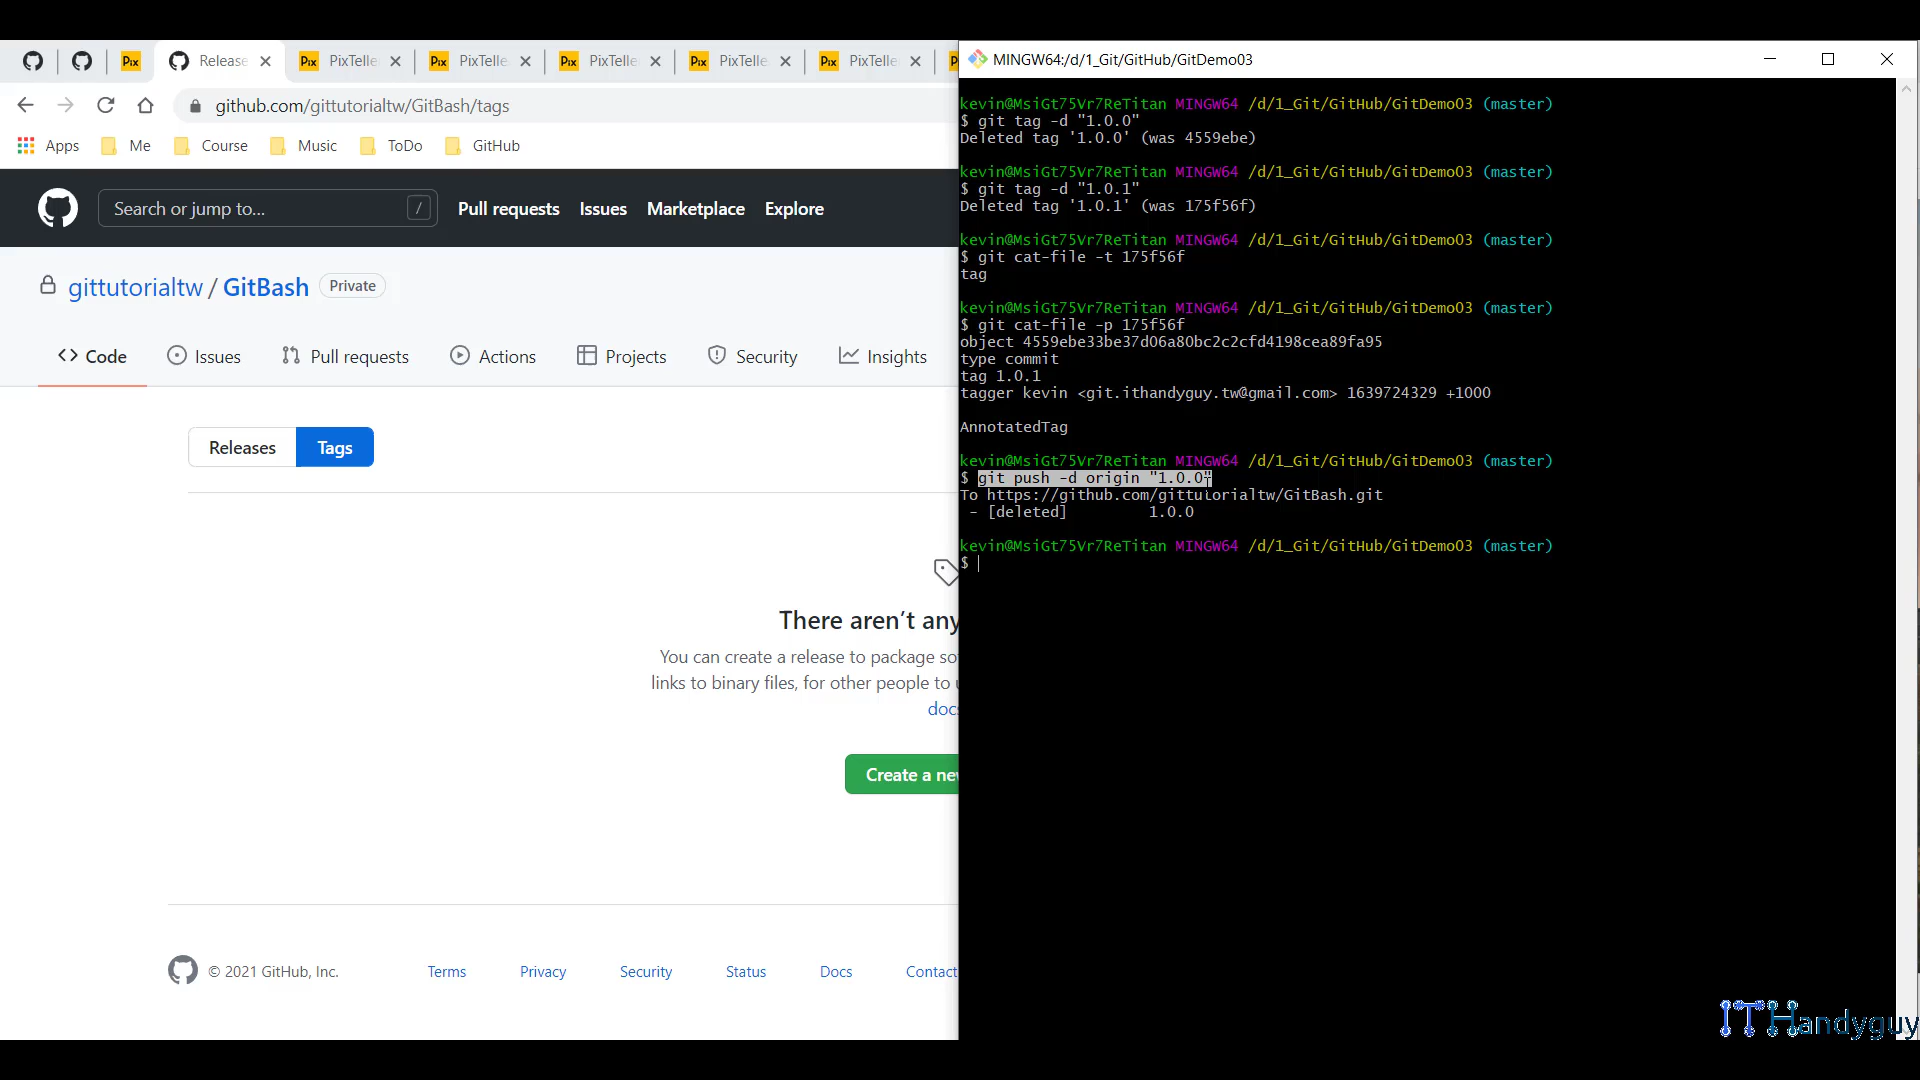 Pix
Release
Pix PixTelle
Pix PixTelle
Pix PixTelle
Pix PixTelle
Pix PixTelle
github.com/gittutorialtw/GitBash/tags
Apps Me Course Music ToDo GitHub
Search or jump to... /
Pull requests Issues Marketplace Explore
gittutorialtw / GitBash Private
Code Issues Pull requests Actions Projects Security Insights
Releases Tags
There aren't any
You can create a release to package so
links to binary files, for other people to
docs
Create a new
© 2021 GitHub, Inc. Terms Privacy Security Status Docs Contact
MINGW64:/d/1_Git/GitHub/GitDemo03
kevin@MsiGt75Vr7ReTitan MINGW64 /d/1_Git/GitHub/GitDemo03 (master)
$ git tag -d "1.0.0"
Deleted tag '1.0.0' (was 4559ebe)
kevin@MsiGt75Vr7ReTitan MINGW64 /d/1_Git/GitHub/GitDemo03 (master)
$ git tag -d "1.0.1"
Deleted tag '1.0.1' (was 175f56f)
kevin@MsiGt75Vr7ReTitan MINGW64 /d/1_Git/GitHub/GitDemo03 (master)
$ git cat-file -t 175f56f
tag
kevin@MsiGt75Vr7ReTitan MINGW64 /d/1_Git/GitHub/GitDemo03 (master)
$ git cat-file -p 175f56f
object 4559ebe33be37d06a80bc2c2cfd4198cea89fa95
type commit
tag 1.0.1
tagger kevin <git.ithandyguy.tw@gmail.com> 1639724329 +1000
AnnotatedTag
kevin@MsiGt75Vr7ReTitan MINGW64 /d/1_Git/GitHub/GitDemo03 (master)
$ git push -d origin "1.0.0"
To https://github.com/gittutorialtw/GitBash.git
- [deleted] 1.0.0
kevin@MsiGt75Vr7ReTitan MINGW64 /d/1_Git/GitHub/GitDemo03 (master)
$
ITHandyguy